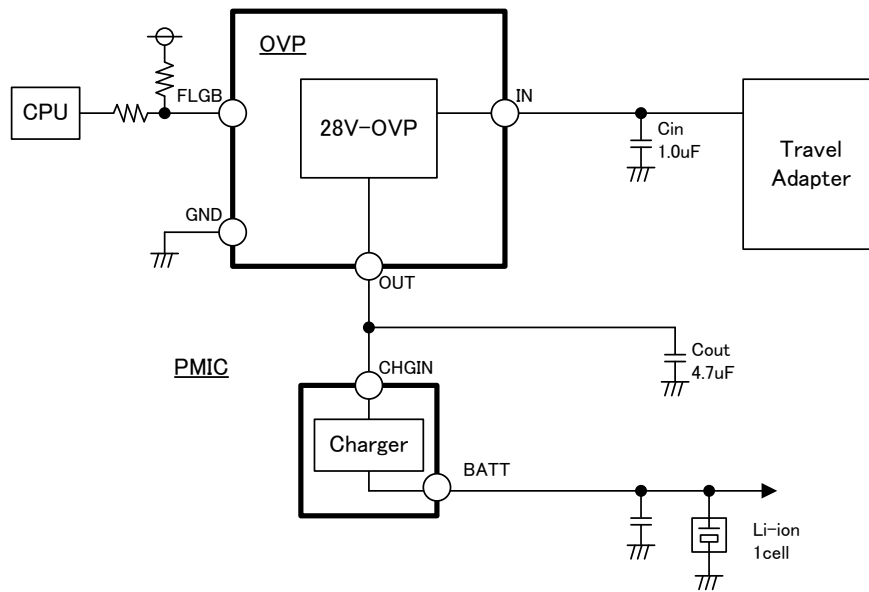 OVP
FLGB
IN
CPU
28V-OVP
Cin
1.0uF
Travel
Adapter
GND
OUT
PMIC
CHGIN
Cout
4.7uF
Charger
BATT
Li-ion
1cell